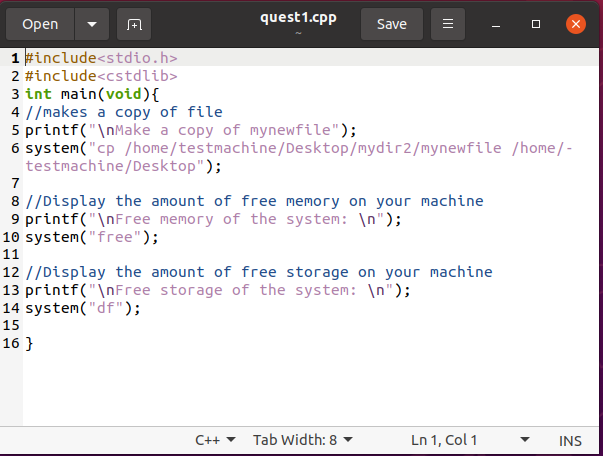 Open
quest1.cpp
~
Save
1 #include<stdio.h>
2 #include<cstdlib>
3 int main(void){
4 //makes a copy of file
5 printf("\nMake a copy of mynewfile");
6 system("cp /home/testmachine/Desktop/mydir2/mynewfile /home/-
testmachine/Desktop");
7
8 //Display the amount of free memory on your machine
9 printf("\nFree memory of the system: \n");
10 system("free");
11
12 //Display the amount of free storage on your machine
13 printf("\nFree storage of the system: \n");
14 system("df");
15
16 }
C++ Tab Width: 8 Ln 1, Col 1 INS